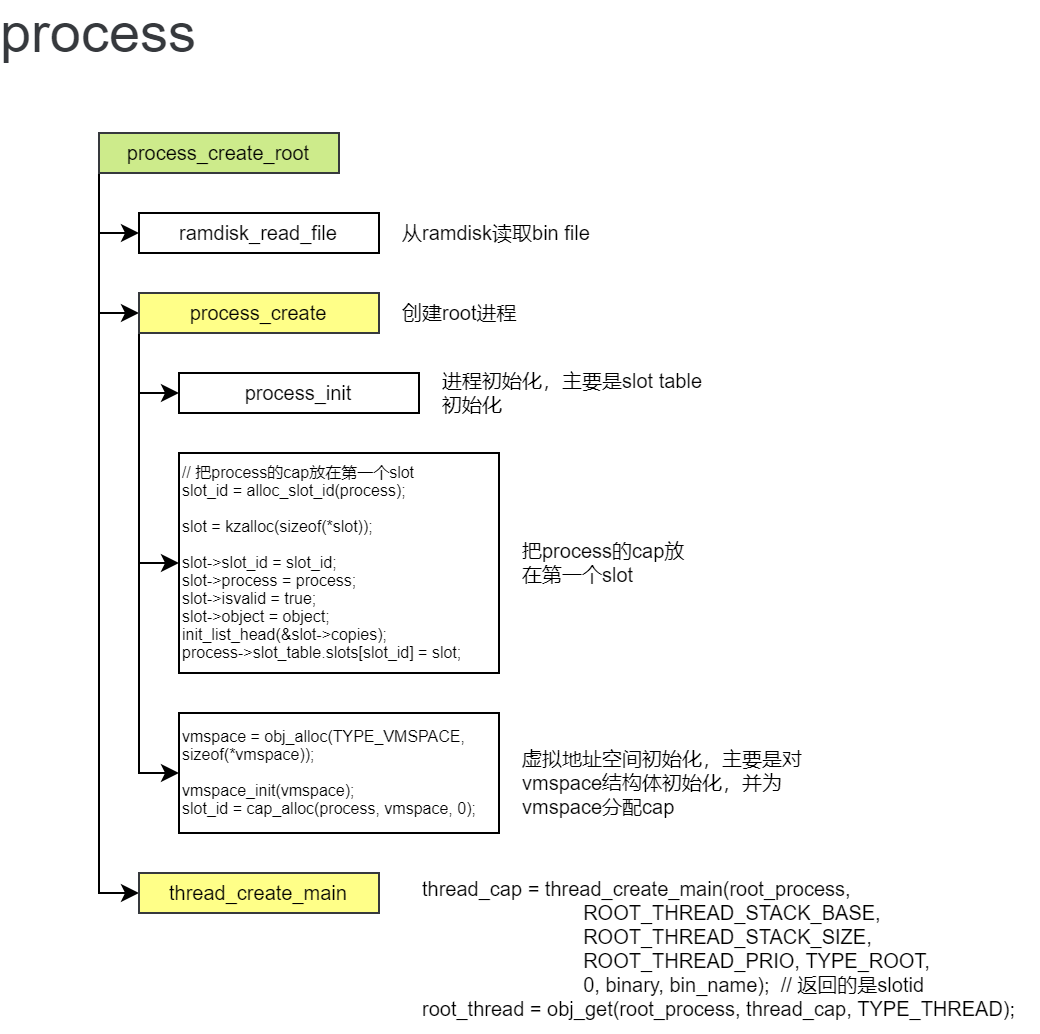 process
process_create_root
ramdisk_read_file
从ramdisk读取bin file
process_create
创建root进程
process_init
进程初始化，主要是slot table
初始化
// 把process的cap放在第一个slot
slot_id = alloc_slot_id(process);
slot = kzalloc(sizeof(*slot));
slot->slot_id = slot_id;
slot->process = process;
slot->isvalid = true;
slot->object = object;
init_list_head(&slot->copies);
process->slot_table.slots[slot_id] = slot;
把process的cap放
在第一个slot
vmspace = obj_alloc(TYPE_VMSPACE,
sizeof(*vmspace));
vmspace_init(vmspace);
slot_id = cap_alloc(process, vmspace, 0);
虚拟地址空间初始化，主要是对
vmspace结构体初始化，并为
vmspace分配cap
thread_create_main
thread_cap = thread_create_main(root_process,
ROOT_THREAD_STACK_BASE,
ROOT_THREAD_STACK_SIZE,
ROOT_THREAD_PRIO, TYPE_ROOT,
0, binary, bin_name);  // 返回的是slotid
root_thread = obj_get(root_process, thread_cap, TYPE_THREAD);